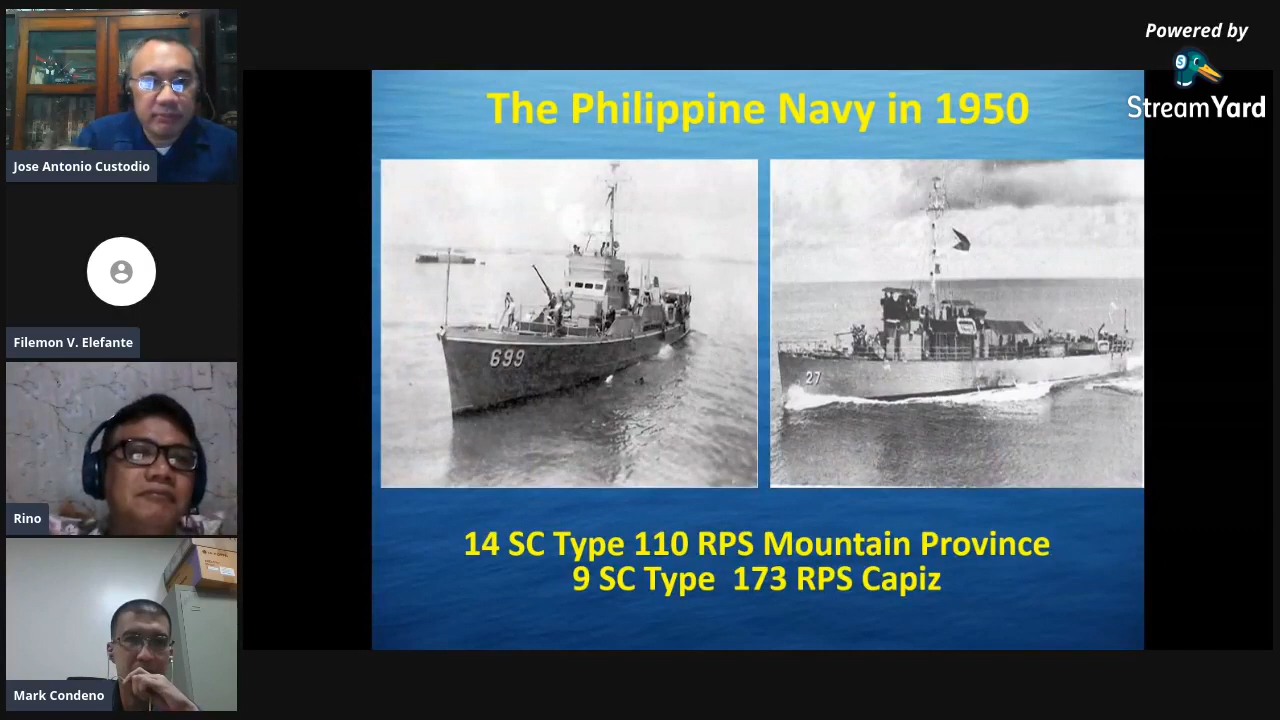 Powered by
StreamYard
The Philippine Navy in 1950
Jose Antonio Custodio
Filemon V. Elefante
699
27
Rino
14 SC Type 110 RPS Mountain Province
9 SC Type 173 RPS Capiz
Mark Condeno